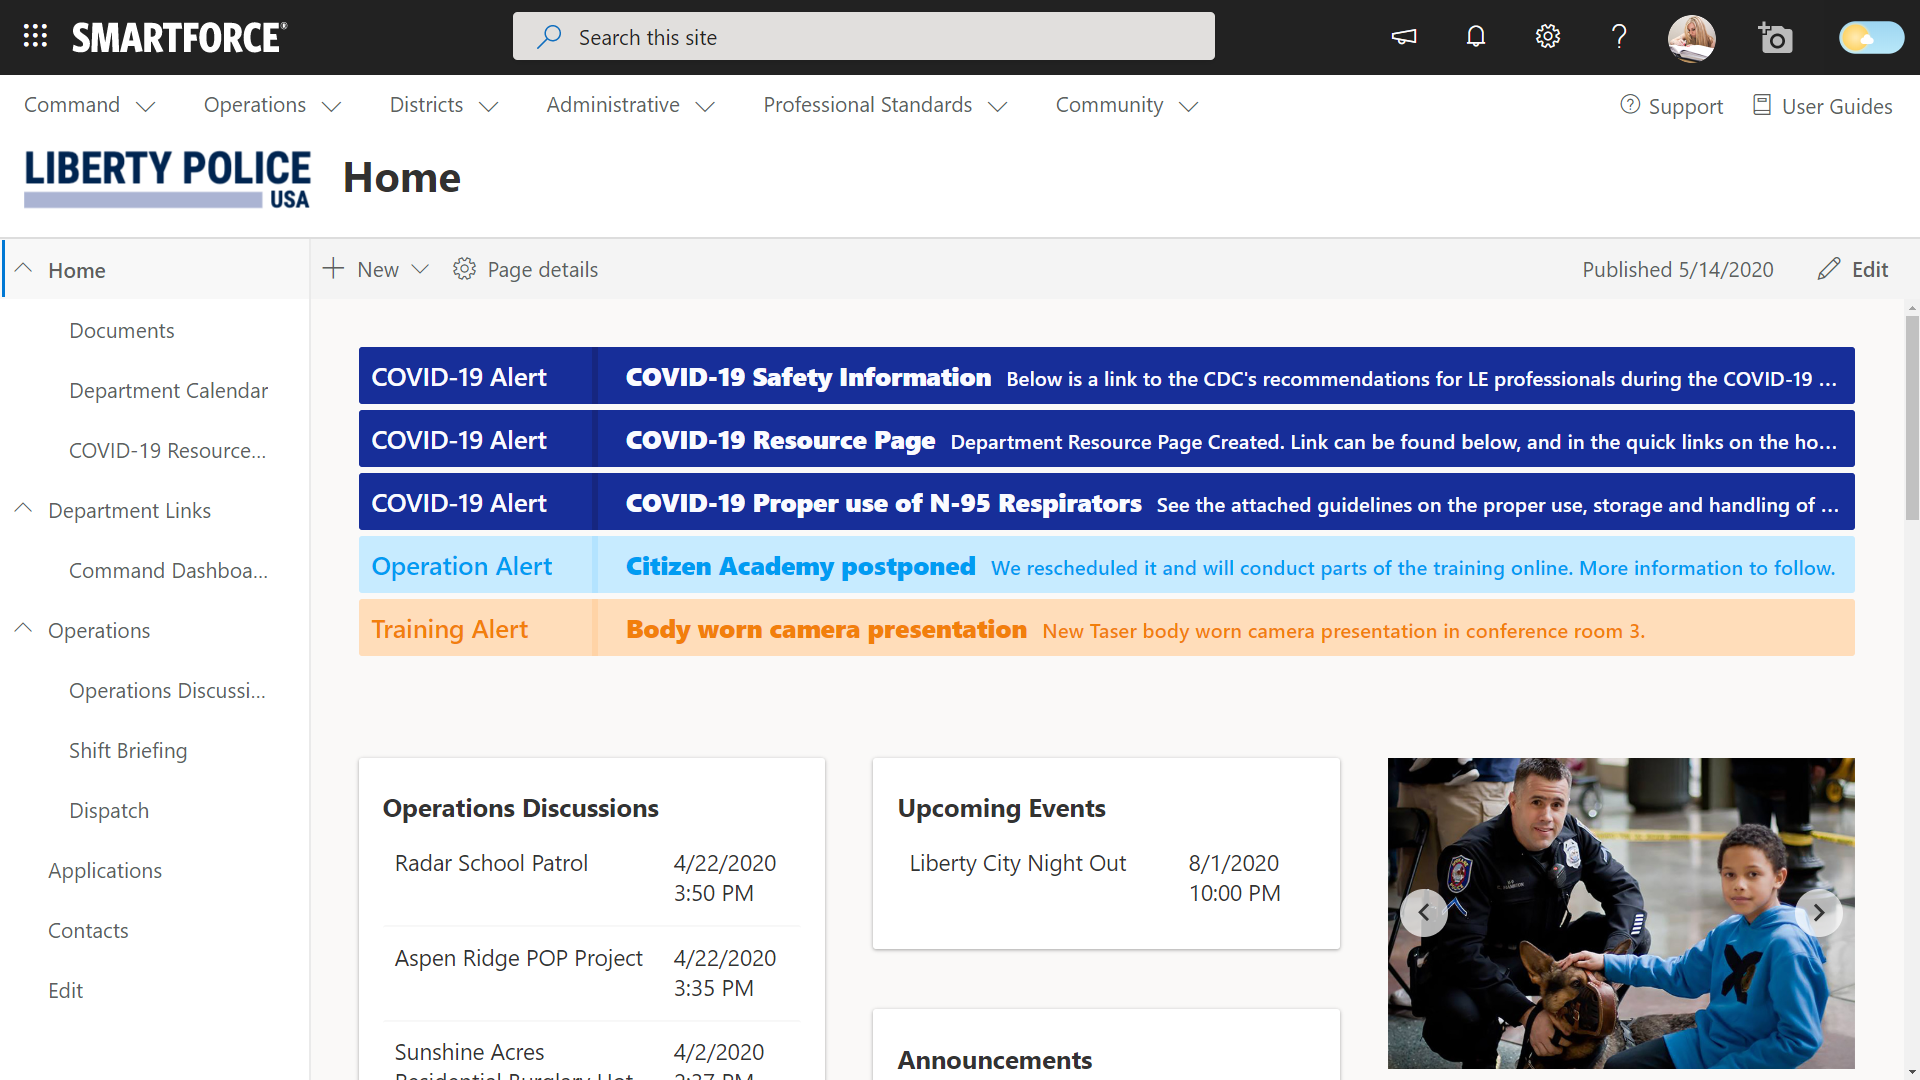 SMARTFORCE®
Search this site
Command
Operations
Districts
Administrative
Professional Standards
Community
Support
User Guides
LIBERTY POLICE
USA
Home
Home
Documents
Department Calendar
COVID-19 Resource...
Department Links
Command Dashboa...
Operations
Operations Discussi...
Shift Briefing
Dispatch
Applications
Contacts
Edit
New
Page details
Published 5/14/2020
Edit
COVID-19 Alert COVID-19 Safety Information Below is a link to the CDC's recommendations for LE professionals during the COVID-19 ...
COVID-19 Alert COVID-19 Resource Page Department Resource Page Created. Link can be found below, and in the quick links on the ho...
COVID-19 Alert COVID-19 Proper use of N-95 Respirators See the attached guidelines on the proper use, storage and handling of ...
Operation Alert Citizen Academy postponed We rescheduled it and will conduct parts of the training online. More information to follow.
Training Alert Body worn camera presentation New Taser body worn camera presentation in conference room 3.
Operations Discussions
Radar School Patrol 4/22/2020
3:50 PM
Aspen Ridge POP Project 4/22/2020
3:35 PM
Sunshine Acres 4/2/2020
Residential Burglary Hot 2:37 PM
Upcoming Events
Liberty City Night Out 8/1/2020
10:00 PM
Announcements